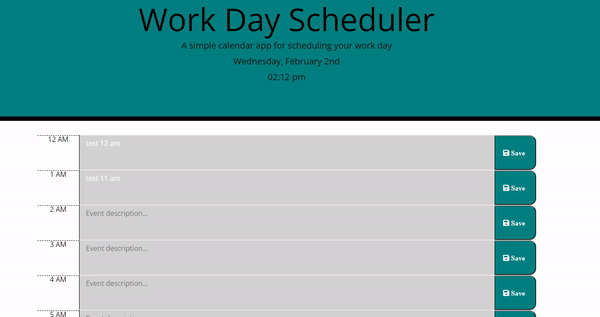 Work Day Scheduler
A simple calendar app for scheduling your work day
Wednesday, February 2nd
02:12 pm
12 AM test 12 am Save
1 AM test 11 am Save
2 AM Event description... Save
3 AM Event description... Save
4 AM Event description... Save
5 AM Event description...